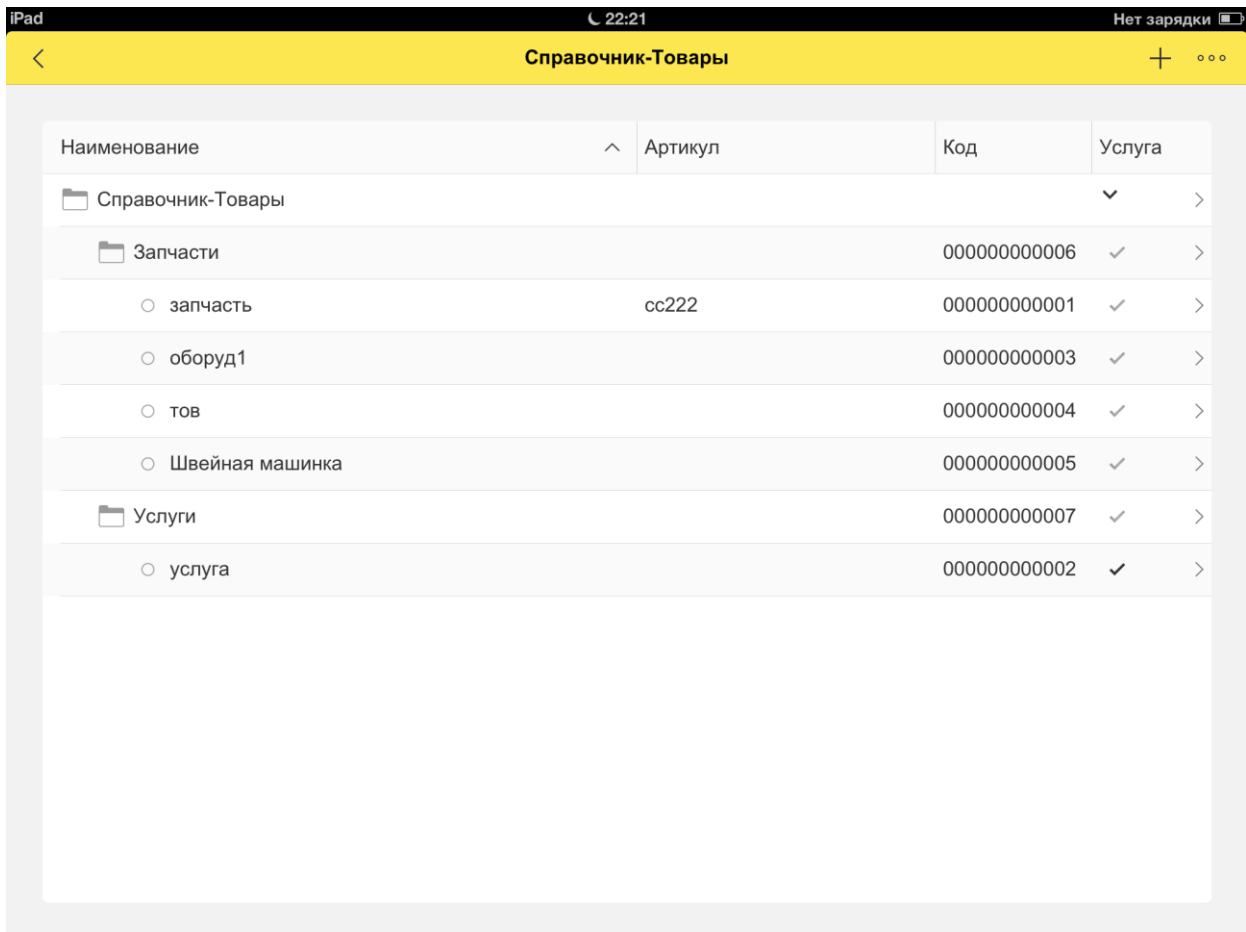 iPad 22:21 Нет зарядки
Справочник-Товары
Наименование Артикул Код Услуга
Справочник-Товары
Запчасти 000000000006
запчасть сс222 000000000001
оборуд1 000000000003
тов 000000000004
Швейная машинка 000000000005
Услуги 000000000007
услуга 000000000002